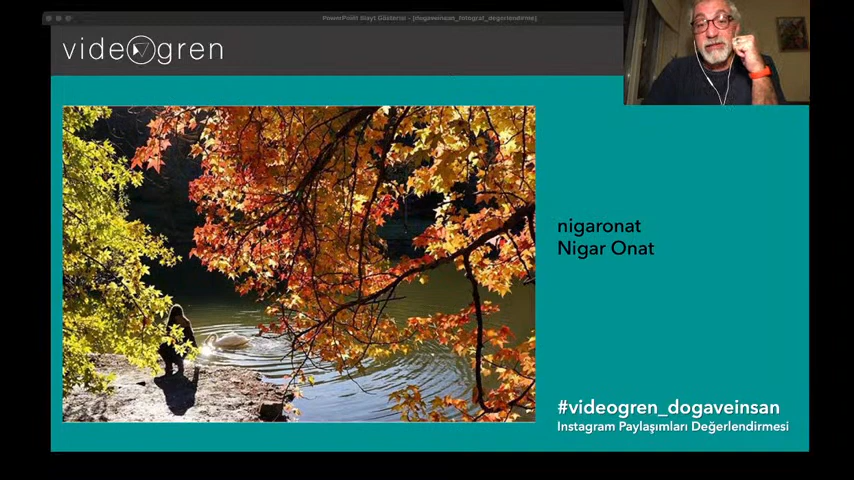 PowerPoint Slayt Gösterisi - [dogaveinsan_fotograf_degerlendirme]
videogren
nigaronat
Nigar Onat
#videogren_dogaveinsan
Instagram Paylaşımları Değerlendirmesi